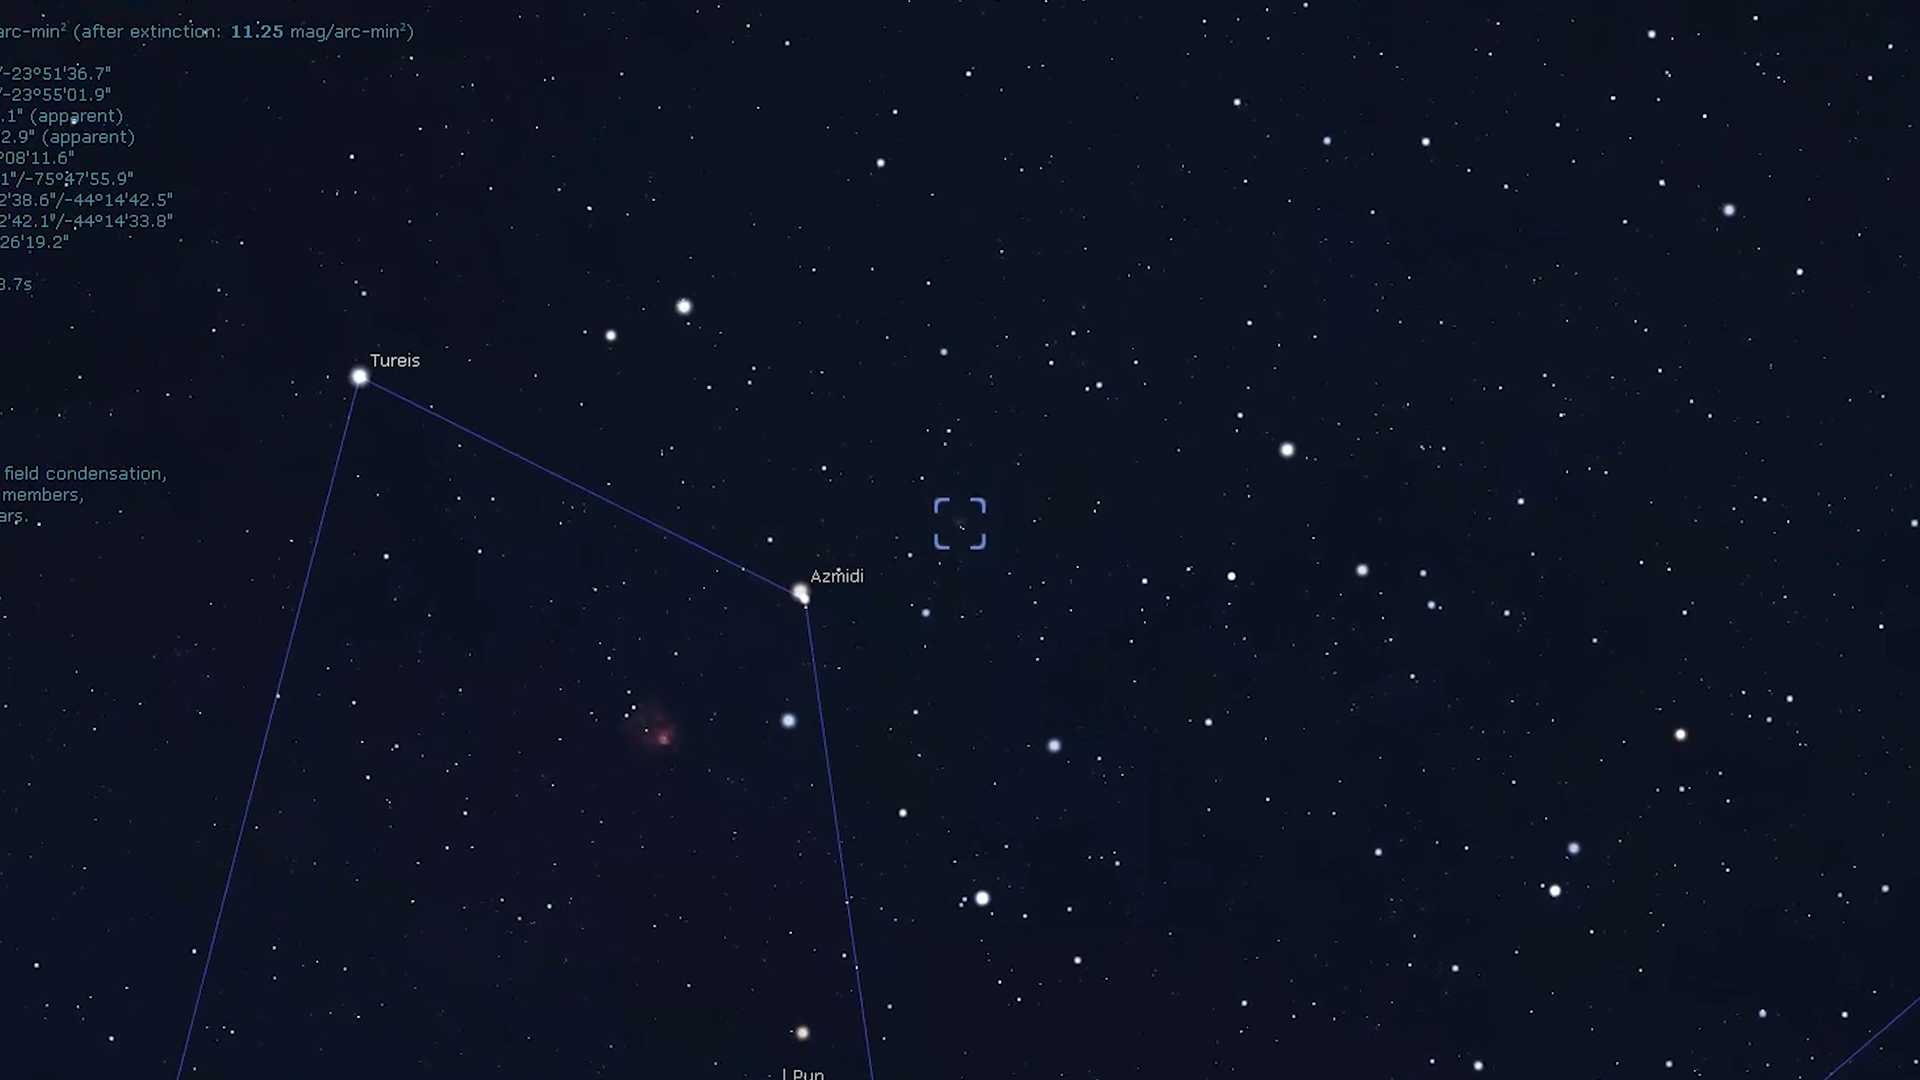 arc-min² (after extinction: 11.25 mag/arc-min²)
/-23°51'36.7"
/-23°55'01.9"
.1" (apparent)
2.9" (apparent)
°08'11.6"
1"/-75°47'55.9"
2'38.6"/-44°14'42.5"
2'42.1"/-44°14'33.8"
26'19.2"
3.7s
Tureis
field condensation,
members,
ars.
Azmidi
l Pup